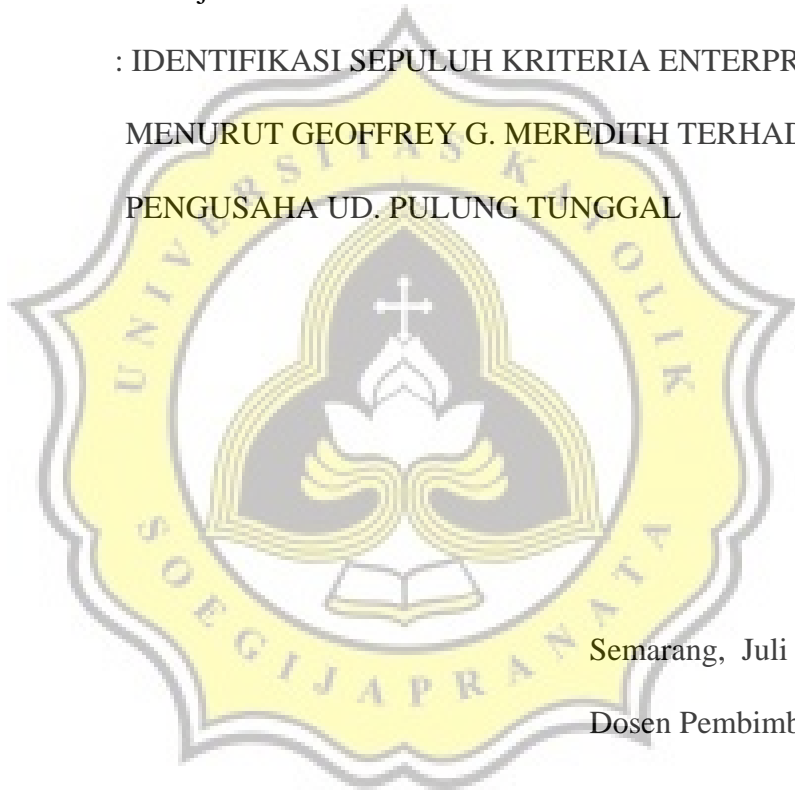 : IDENTIFIKASI SEPULUH KRITERIA ENTERPR
MENURUT GEOFFREY G. MEREDITH TERHAD
PENGUSAHA UD. PULUNG TUNGGAL
UNIVERSITAS KATOLIK
SOEGIJAPRANATA
Semarang, Juli
Dosen Pembimb